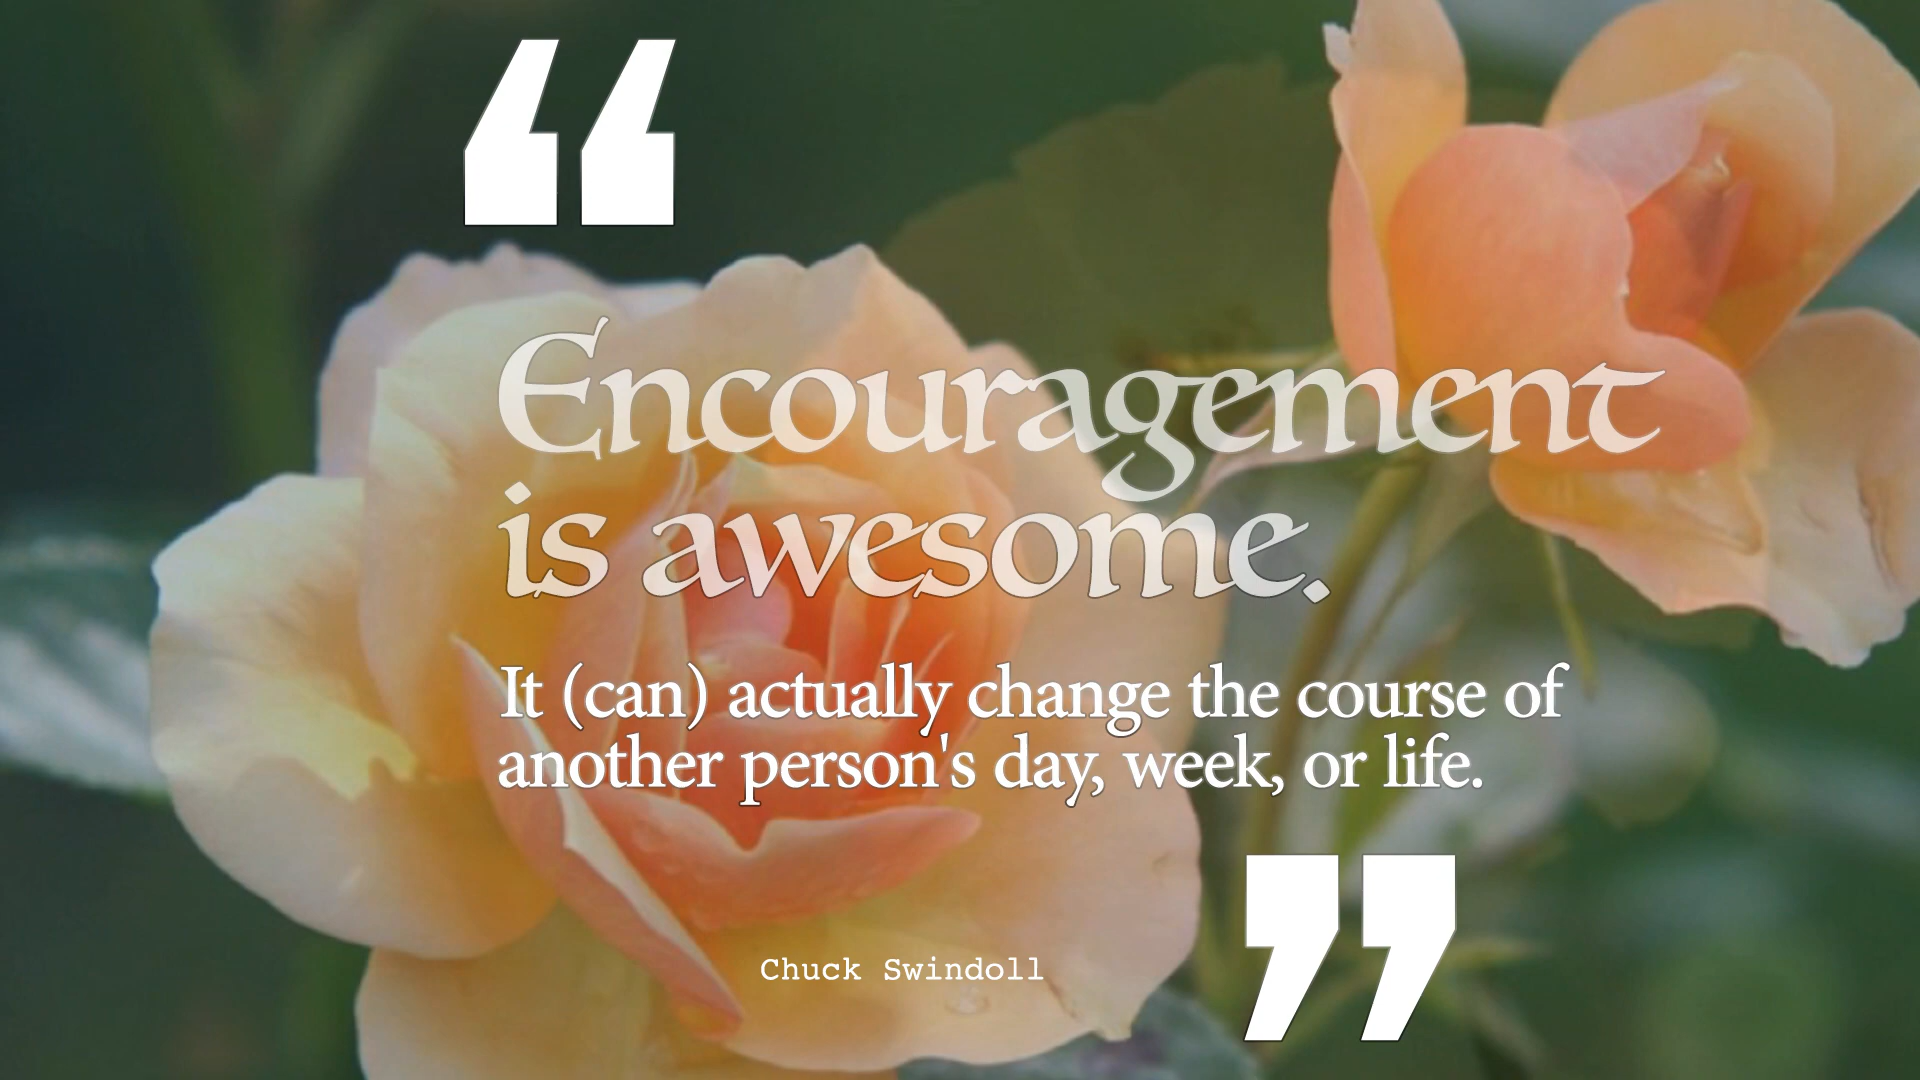 “
Encouragement
is awesome.
It (can) actually change the course of
another person's day, week, or life.
”
Chuck Swindoll